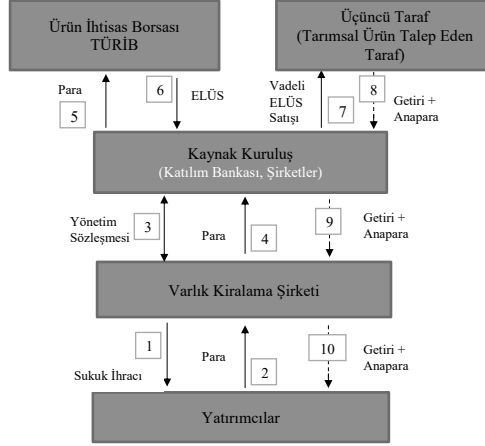 Ürün İhtisas Borsası
TÜRİB
Üçüncü Taraf
(Tarımsal Ürün Talep Eden
Taraf)
Para
5
6
ELÜS
Vadeli
ELÜS
Satışı
7
8
Getiri +
Anapara
Kaynak Kuruluş
(Katılım Bankası, Şirketler)
Yönetim
Sözleşmesi
3
Para
4
9
Getiri +
Anapara
Varlık Kiralama Şirketi
1
Sukuk İhracı
Para
2
10
Getiri +
Anapara
Yatırımcılar